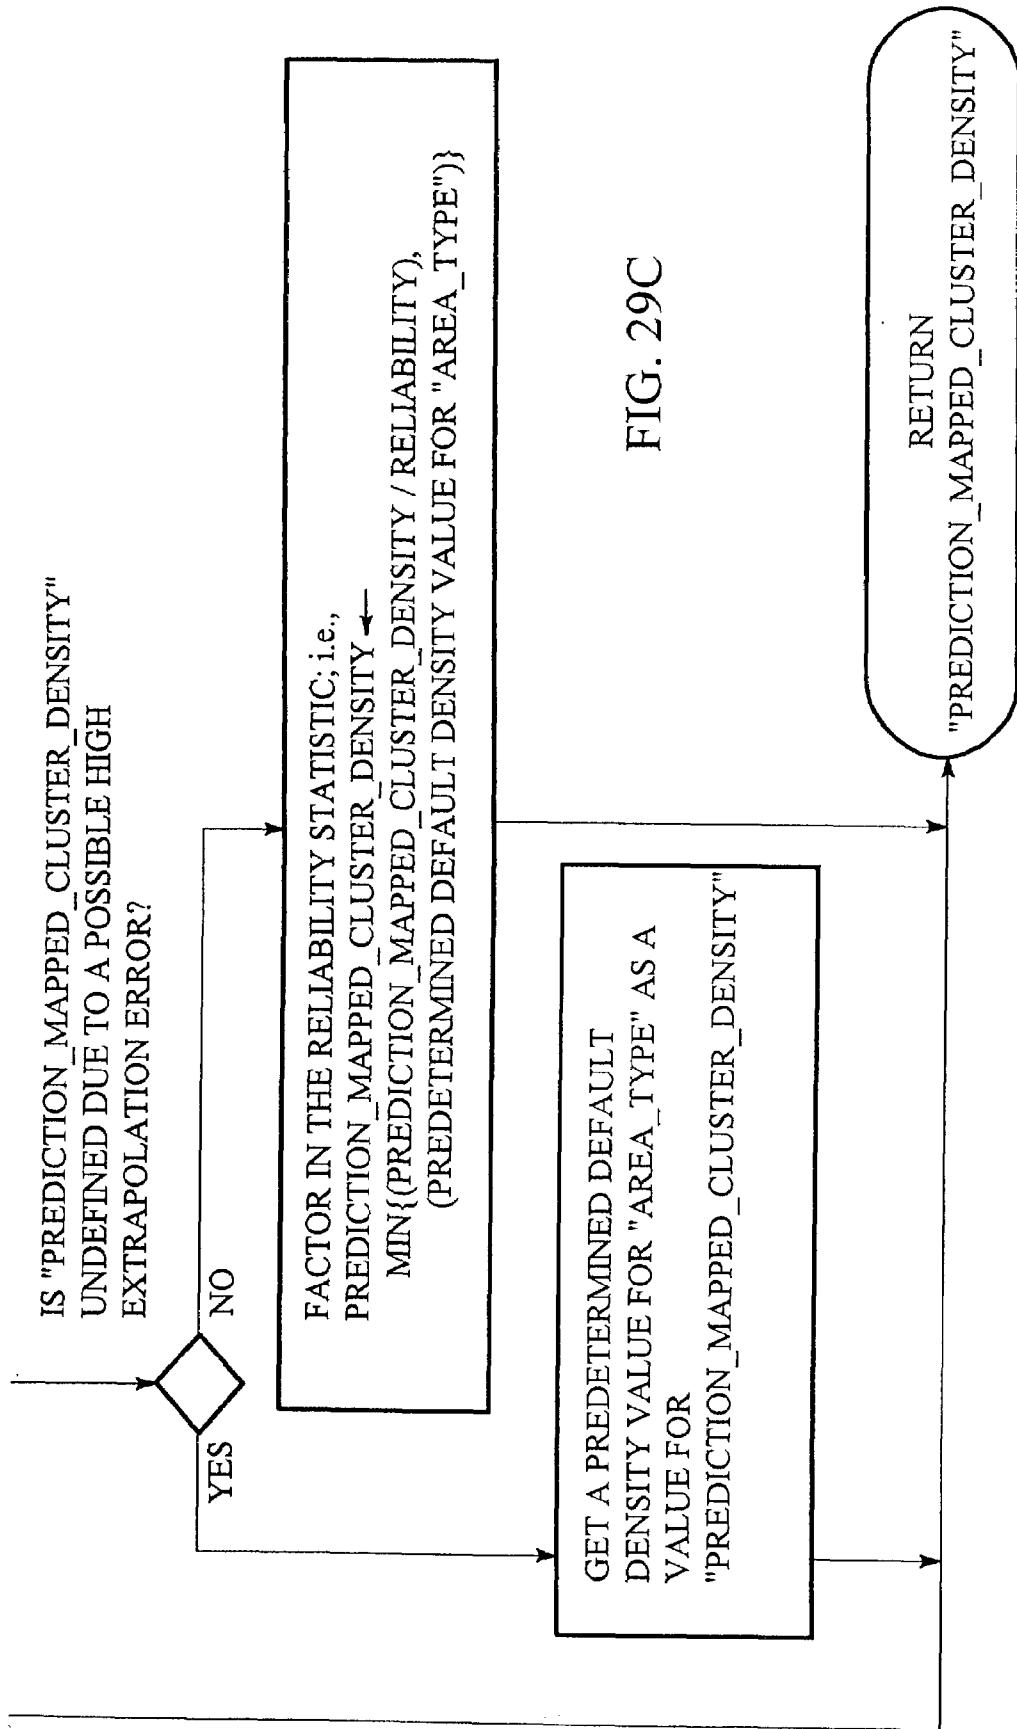 IS "PREDICTION_MAPPED_CLUSTER_DENSITY"
UNDEFINED DUE TO A POSSIBLE HIGH
EXTRAPOLATION ERROR?
YES
NO
FACTOR IN THE RELIABILITY STATISTIC; i.e.,
PREDICTION_MAPPED_CLUSTER_DENSITY ←
MIN{(PREDICTION_MAPPED_CLUSTER_DENSITY / RELIABILITY),
(PREDETERMINED DEFAULT DENSITY VALUE FOR "AREA_TYPE")}
GET A PREDETERMINED DEFAULT
DENSITY VALUE FOR "AREA_TYPE" AS A
VALUE FOR
"PREDICTION_MAPPED_CLUSTER_DENSITY"
FIG. 29C
RETURN
"PREDICTION_MAPPED_CLUSTER_DENSITY"